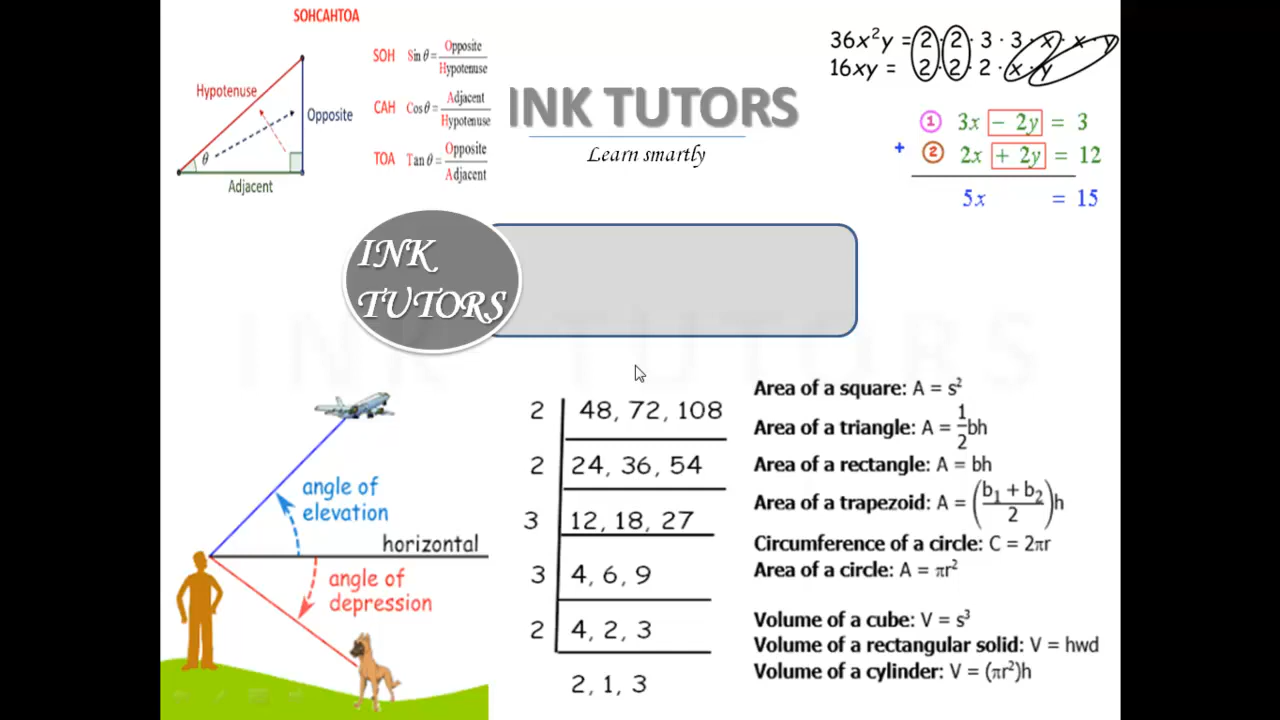 SOHCAHTOA
Hypotenuse
Opposite
θ
Adjacent
SOH Sin θ = Opposite / Hypotenuse
CAH Cos θ = Adjacent / Hypotenuse
TOA Tan θ = Opposite / Adjacent
INK TUTORS
Learn smartly
36x²y = 2 · 2 · 3 · 3 · x · x · y
16xy = 2 · 2 · 2 · x · y
1 3x − 2y = 3
+ 2 2x + 2y = 12
5x = 15
INK
TUTORS
INK TUTORS
angle of
elevation
horizontal
angle of
depression
2 48, 72, 108
2 24, 36, 54
3 12, 18, 27
3 4, 6, 9
2 4, 2, 3
2, 1, 3
Area of a square: A = s²
Area of a triangle: A = 1/2 bh
Area of a rectangle: A = bh
Area of a trapezoid: A = (b₁ + b₂ / 2)h
Circumference of a circle: C = 2πr
Area of a circle: A = πr²
Volume of a cube: V = s³
Volume of a rectangular solid: V = hwd
Volume of a cylinder: V = (πr²)h